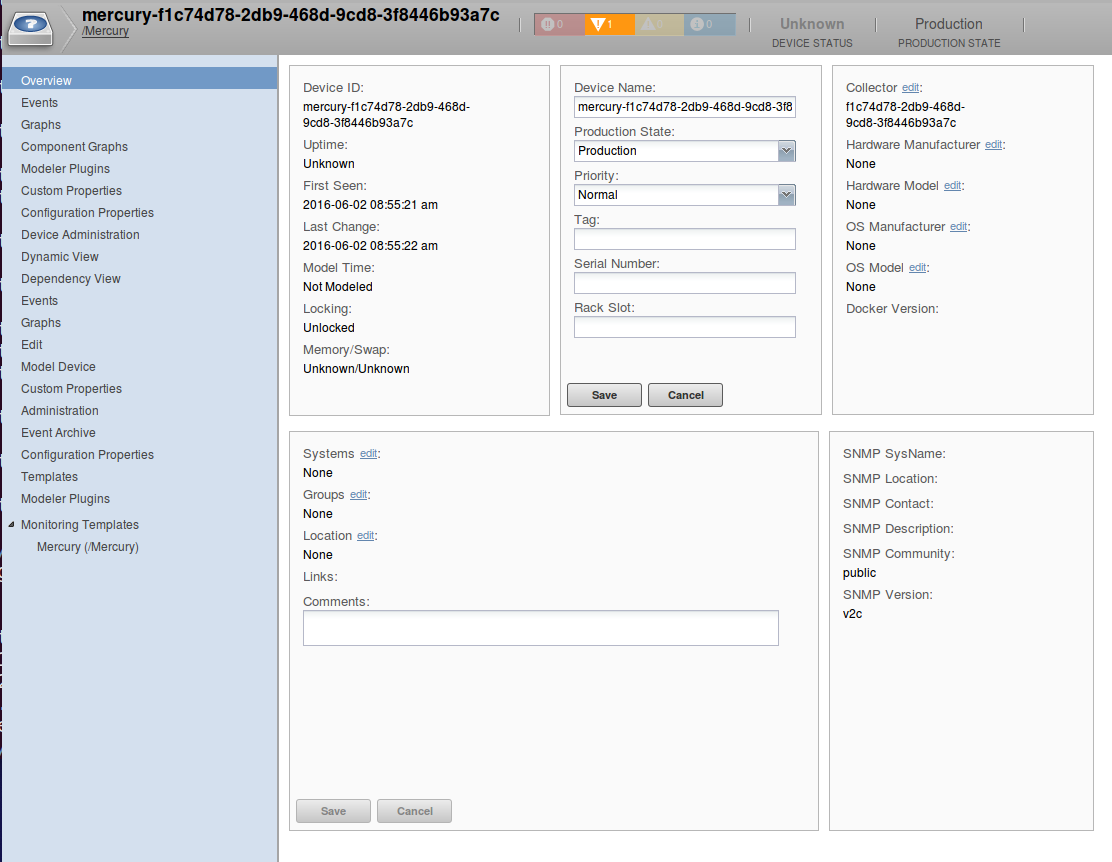 mercury-f1c74d78-2db9-468d-9cd8-3f8446b93a7c
/Mercury
0 1 0 0
Unknown
DEVICE STATUS
Production
PRODUCTION STATE
Overview
Events
Graphs
Component Graphs
Modeler Plugins
Custom Properties
Configuration Properties
Device Administration
Dynamic View
Dependency View
Events
Graphs
Edit
Model Device
Custom Properties
Administration
Event Archive
Configuration Properties
Templates
Modeler Plugins
Monitoring Templates
Mercury (/Mercury)
Device ID:
mercury-f1c74d78-2db9-468d-
9cd8-3f8446b93a7c
Uptime:
Unknown
First Seen:
2016-06-02 08:55:21 am
Last Change:
2016-06-02 08:55:22 am
Model Time:
Not Modeled
Locking:
Unlocked
Memory/Swap:
Unknown/Unknown
Device Name:
mercury-f1c74d78-2db9-468d-9cd8-3f8
Production State:
Production
Priority:
Normal
Tag:
Serial Number:
Rack Slot:
Save Cancel
Collector edit:
f1c74d78-2db9-468d-
9cd8-3f8446b93a7c
Hardware Manufacturer edit:
None
Hardware Model edit:
None
OS Manufacturer edit:
None
OS Model edit:
None
Docker Version:
Systems edit:
None
Groups edit:
None
Location edit:
None
Links:
Comments:
Save Cancel
SNMP SysName:
SNMP Location:
SNMP Contact:
SNMP Description:
SNMP Community:
public
SNMP Version:
v2c